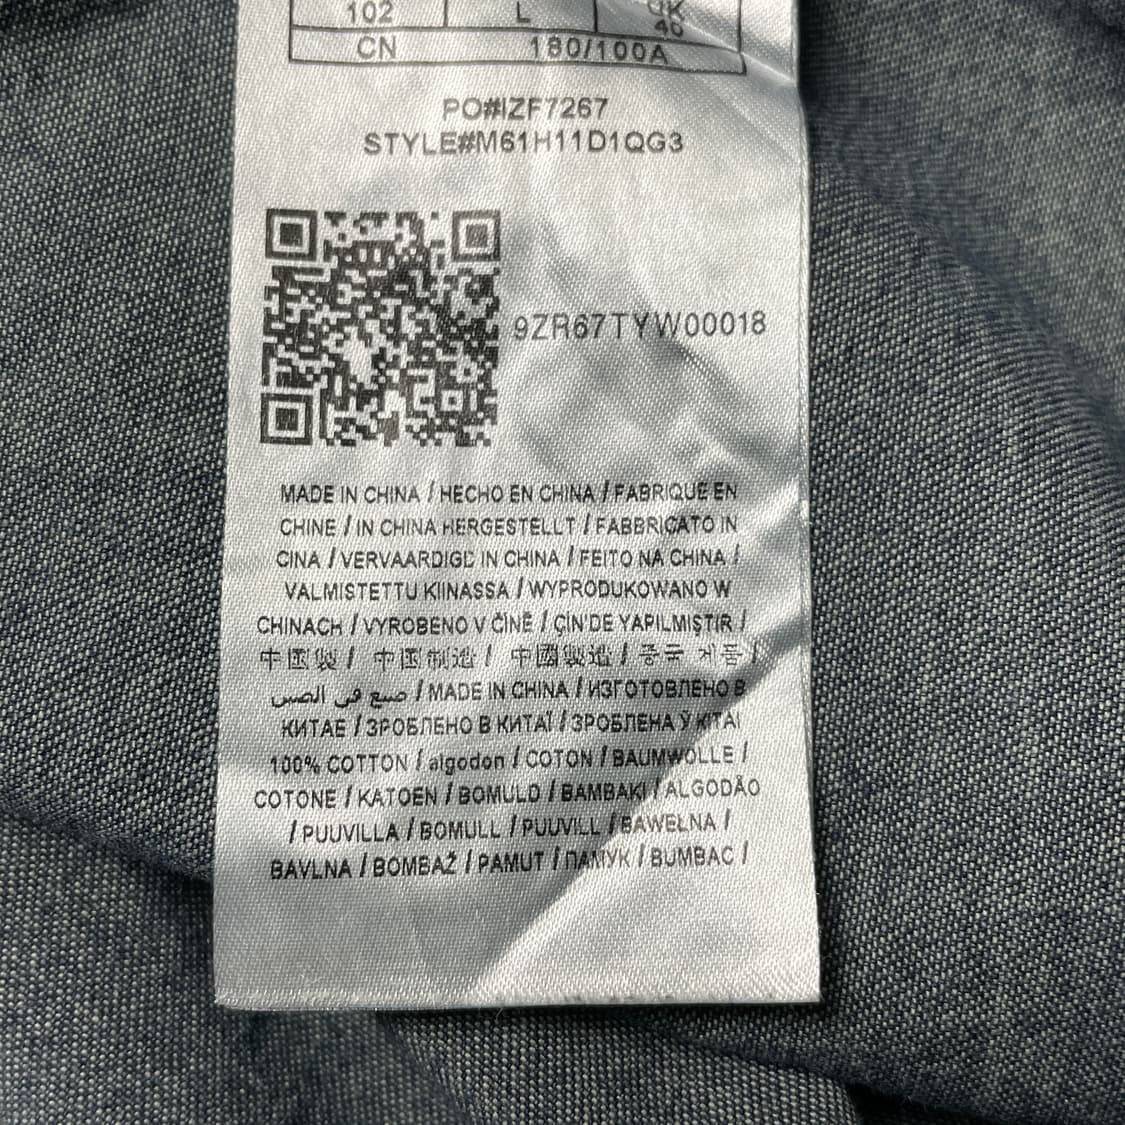 102 L UK 40
CN 180/100A
PO#IZF7267
STYLE#M61H11D1QG3
9ZR67TYW00018
MADE IN CHINA / HECHO EN CHINA / FABRIQUE EN
CHINE / IN CHINA HERGESTELLT / FABBRICATO IN
CINA / VERVAARDIGD IN CHINA / FEITO NA CHINA /
VALMISTETTU KIINASSA / WYPRODUKOWANO W
CHINACH / VYROBENO V ČÍNĚ / ÇİN'DE YAPILMIŞTIR /
中国製 / 中国制造 / 中國製造 / 중국 제조 /
صنع في الصين / MADE IN CHINA / ИЗГОТОВЛЕНО В
КИТАЕ / ЗРОБЛЕНО В КИТАЇ / ЗРОБЛЕНА Ў КІТАІ
100% COTTON / algodon / COTON / BAUMWOLLE /
COTONE / KATOEN / BOMULD / BAMBAKI / ALGODÃO
/ PUUVILLA / BOMULL / PUUVILL / BAWEŁNA /
BAVLNA / BOMBAŽ / PAMUT / ПАМУК / BUMBAC /